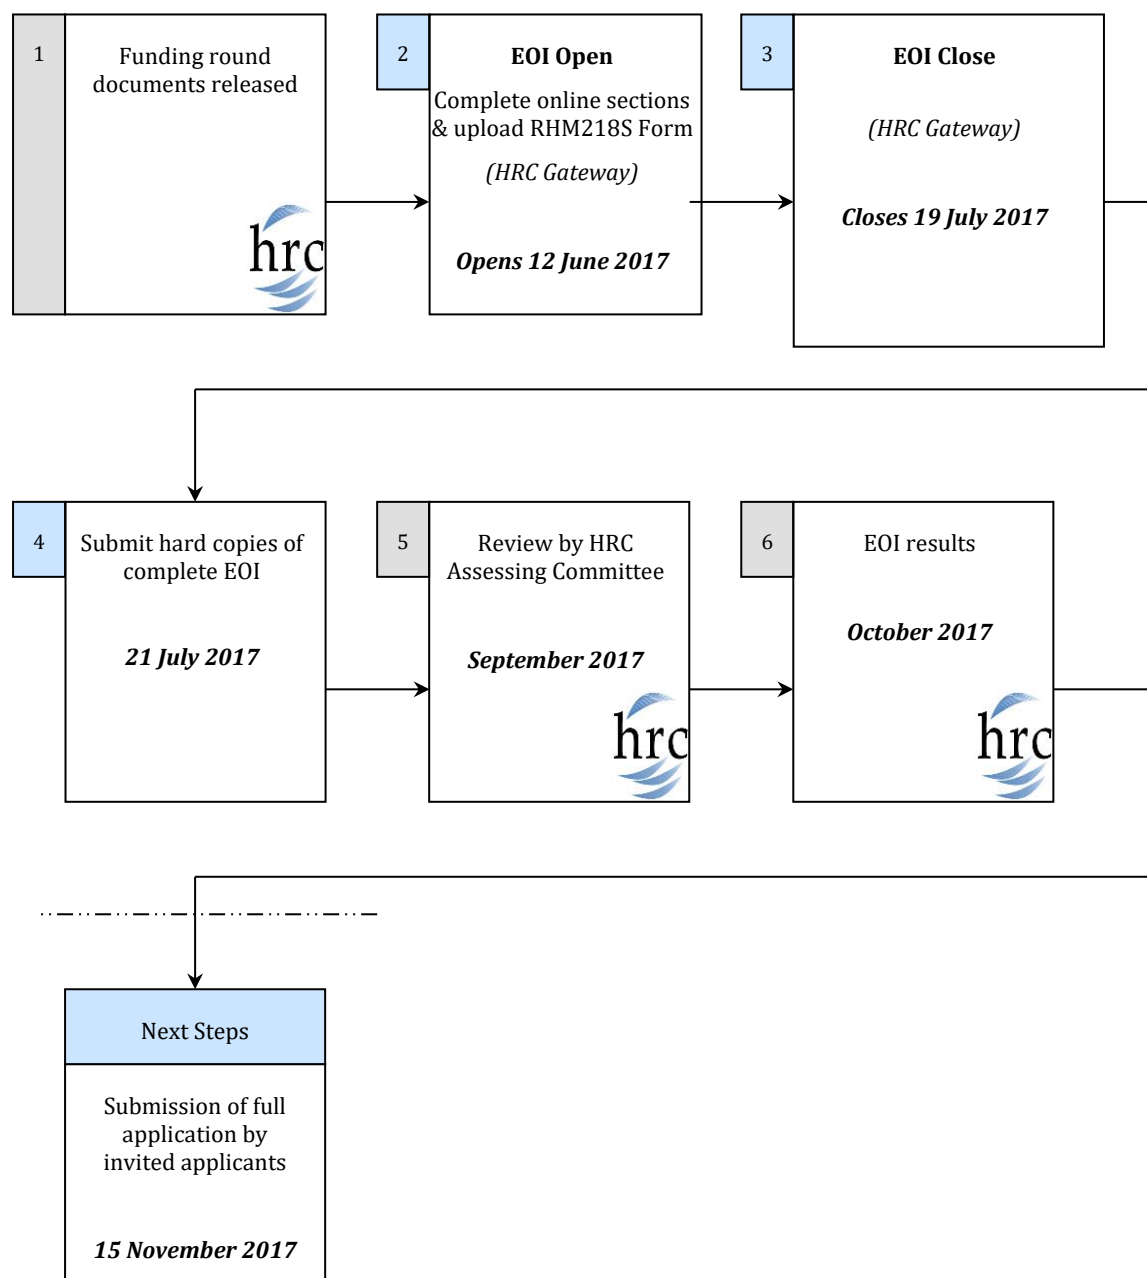 1
Funding round
documents released
hrc
2
EOI Open
Complete online sections
& upload RHM218S Form
(HRC Gateway)
Opens 12 June 2017
3
EOI Close
(HRC Gateway)
Closes 19 July 2017
4
Submit hard copies of
complete EOI
21 July 2017
5
Review by HRC
Assessing Committee
September 2017
hrc
6
EOI results
October 2017
hrc
Next Steps
Submission of full
application by
invited applicants
15 November 2017